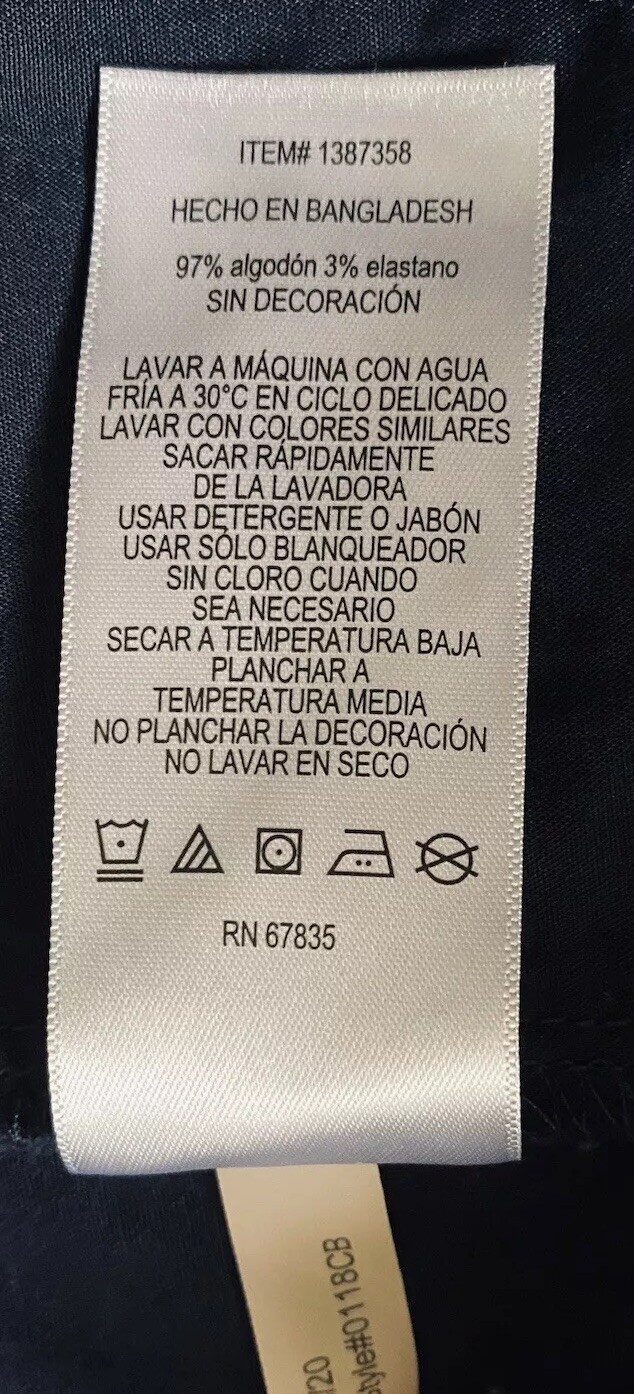 ITEM# 1387358
HECHO EN BANGLADESH
97% algodón 3% elastano
SIN DECORACIÓN
LAVAR A MÁQUINA CON AGUA
FRÍA A 30°C EN CICLO DELICADO
LAVAR CON COLORES SIMILARES
SACAR RÁPIDAMENTE
DE LA LAVADORA
USAR DETERGENTE O JABÓN
USAR SÓLO BLANQUEADOR
SIN CLORO CUANDO
SEA NECESARIO
SECAR A TEMPERATURA BAJA
PLANCHAR A
TEMPERATURA MEDIA
NO PLANCHAR LA DECORACIÓN
NO LAVAR EN SECO
RN 67835
style#0118CB